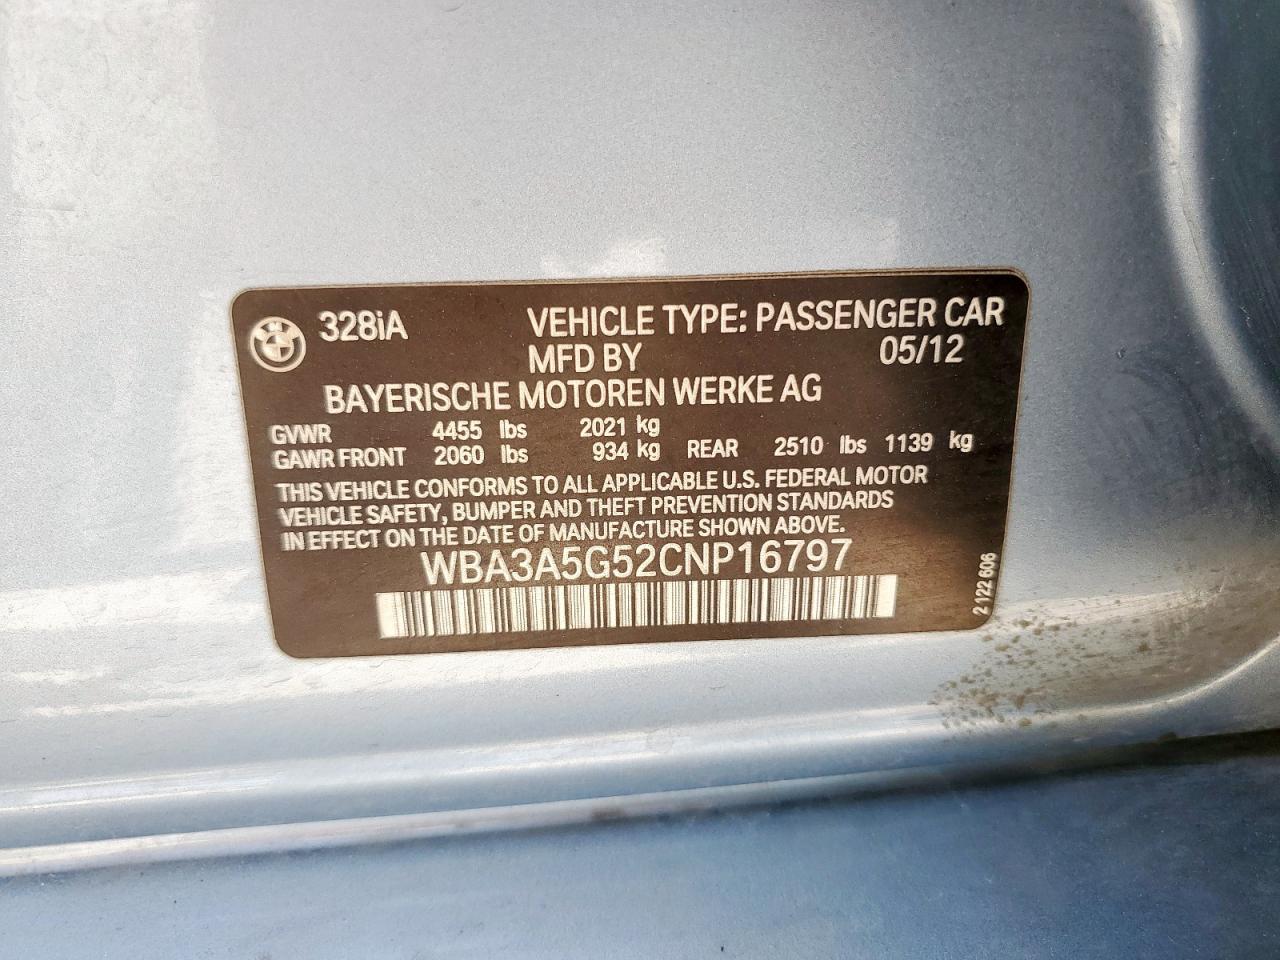 328iA VEHICLE TYPE: PASSENGER CAR
MFD BY 05/12
BAYERISCHE MOTOREN WERKE AG
GVWR 4455 lbs 2021 kg
GAWR FRONT 2060 lbs 934 kg REAR 2510 lbs 1139 kg
THIS VEHICLE CONFORMS TO ALL APPLICABLE U.S. FEDERAL MOTOR
VEHICLE SAFETY, BUMPER AND THEFT PREVENTION STANDARDS
IN EFFECT ON THE DATE OF MANUFACTURE SHOWN ABOVE.
WBA3A5G52CNP16797
2 122 606